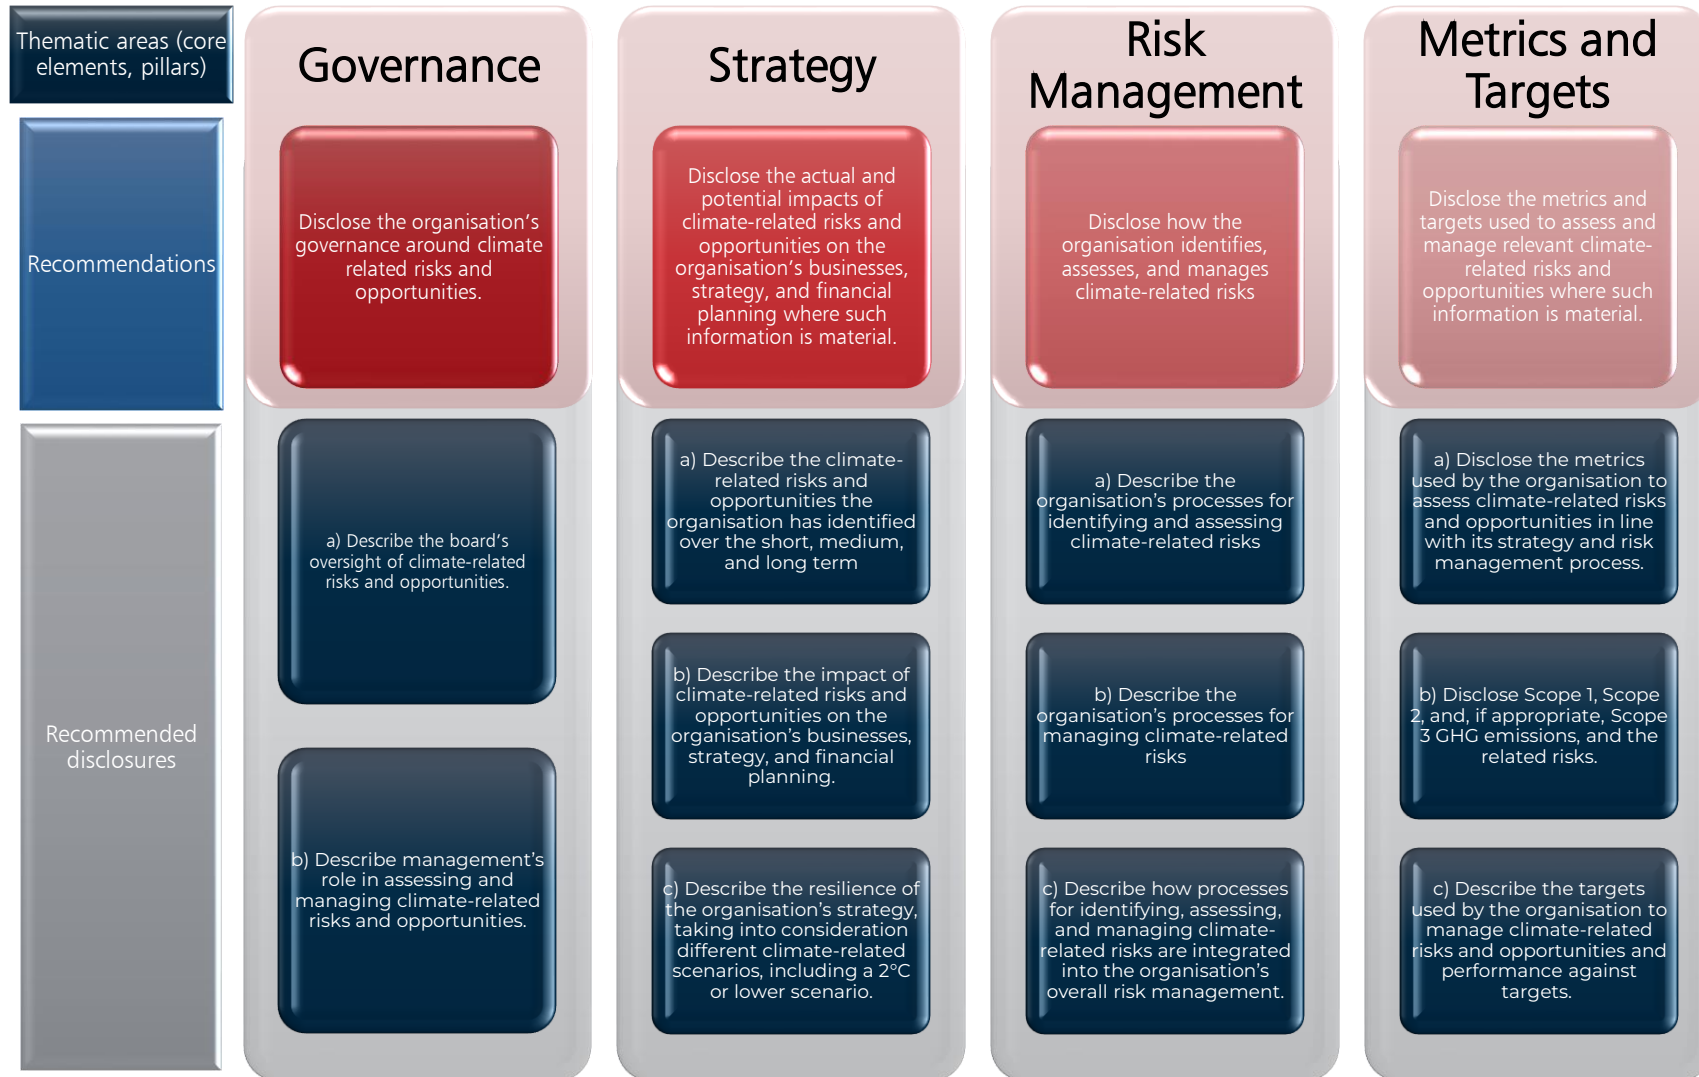 Thematic areas (core
elements, pillars)
Governance
Strategy
Risk
Management
Metrics and
Targets
Recommendations
Disclose the organisation’s
governance around climate
related risks and
opportunities.
Disclose the actual and
potential impacts of
climate-related risks and
opportunities on the
organisation’s businesses,
strategy, and financial
planning where such
information is material.
Disclose how the
organisation identifies,
assesses, and manages
climate-related risks
Disclose the metrics and
targets used to assess and
manage relevant climate-
related risks and
opportunities where such
information is material.
Recommended
disclosures
a) Describe the board’s
oversight of climate-related
risks and opportunities.
b) Describe management’s
role in assessing and
managing climate-related
risks and opportunities.
a) Describe the climate-
related risks and
opportunities the
organisation has identified
over the short, medium,
and long term
b) Describe the impact of
climate-related risks and
opportunities on the
organisation’s businesses,
strategy, and financial
planning.
c) Describe the resilience of
the organisation’s strategy,
taking into consideration
different climate-related
scenarios, including a 2°C
or lower scenario.
a) Describe the
organisation’s processes for
identifying and assessing
climate-related risks
b) Describe the
organisation’s processes for
managing climate-related
risks
c) Describe how processes
for identifying, assessing,
and managing climate-
related risks are integrated
into the organisation’s
overall risk management.
a) Disclose the metrics
used by the organisation to
assess climate-related risks
and opportunities in line
with its strategy and risk
management process.
b) Disclose Scope 1, Scope
2, and, if appropriate, Scope
3 GHG emissions, and the
related risks.
c) Describe the targets
used by the organisation to
manage climate-related
risks and opportunities and
performance against
targets.